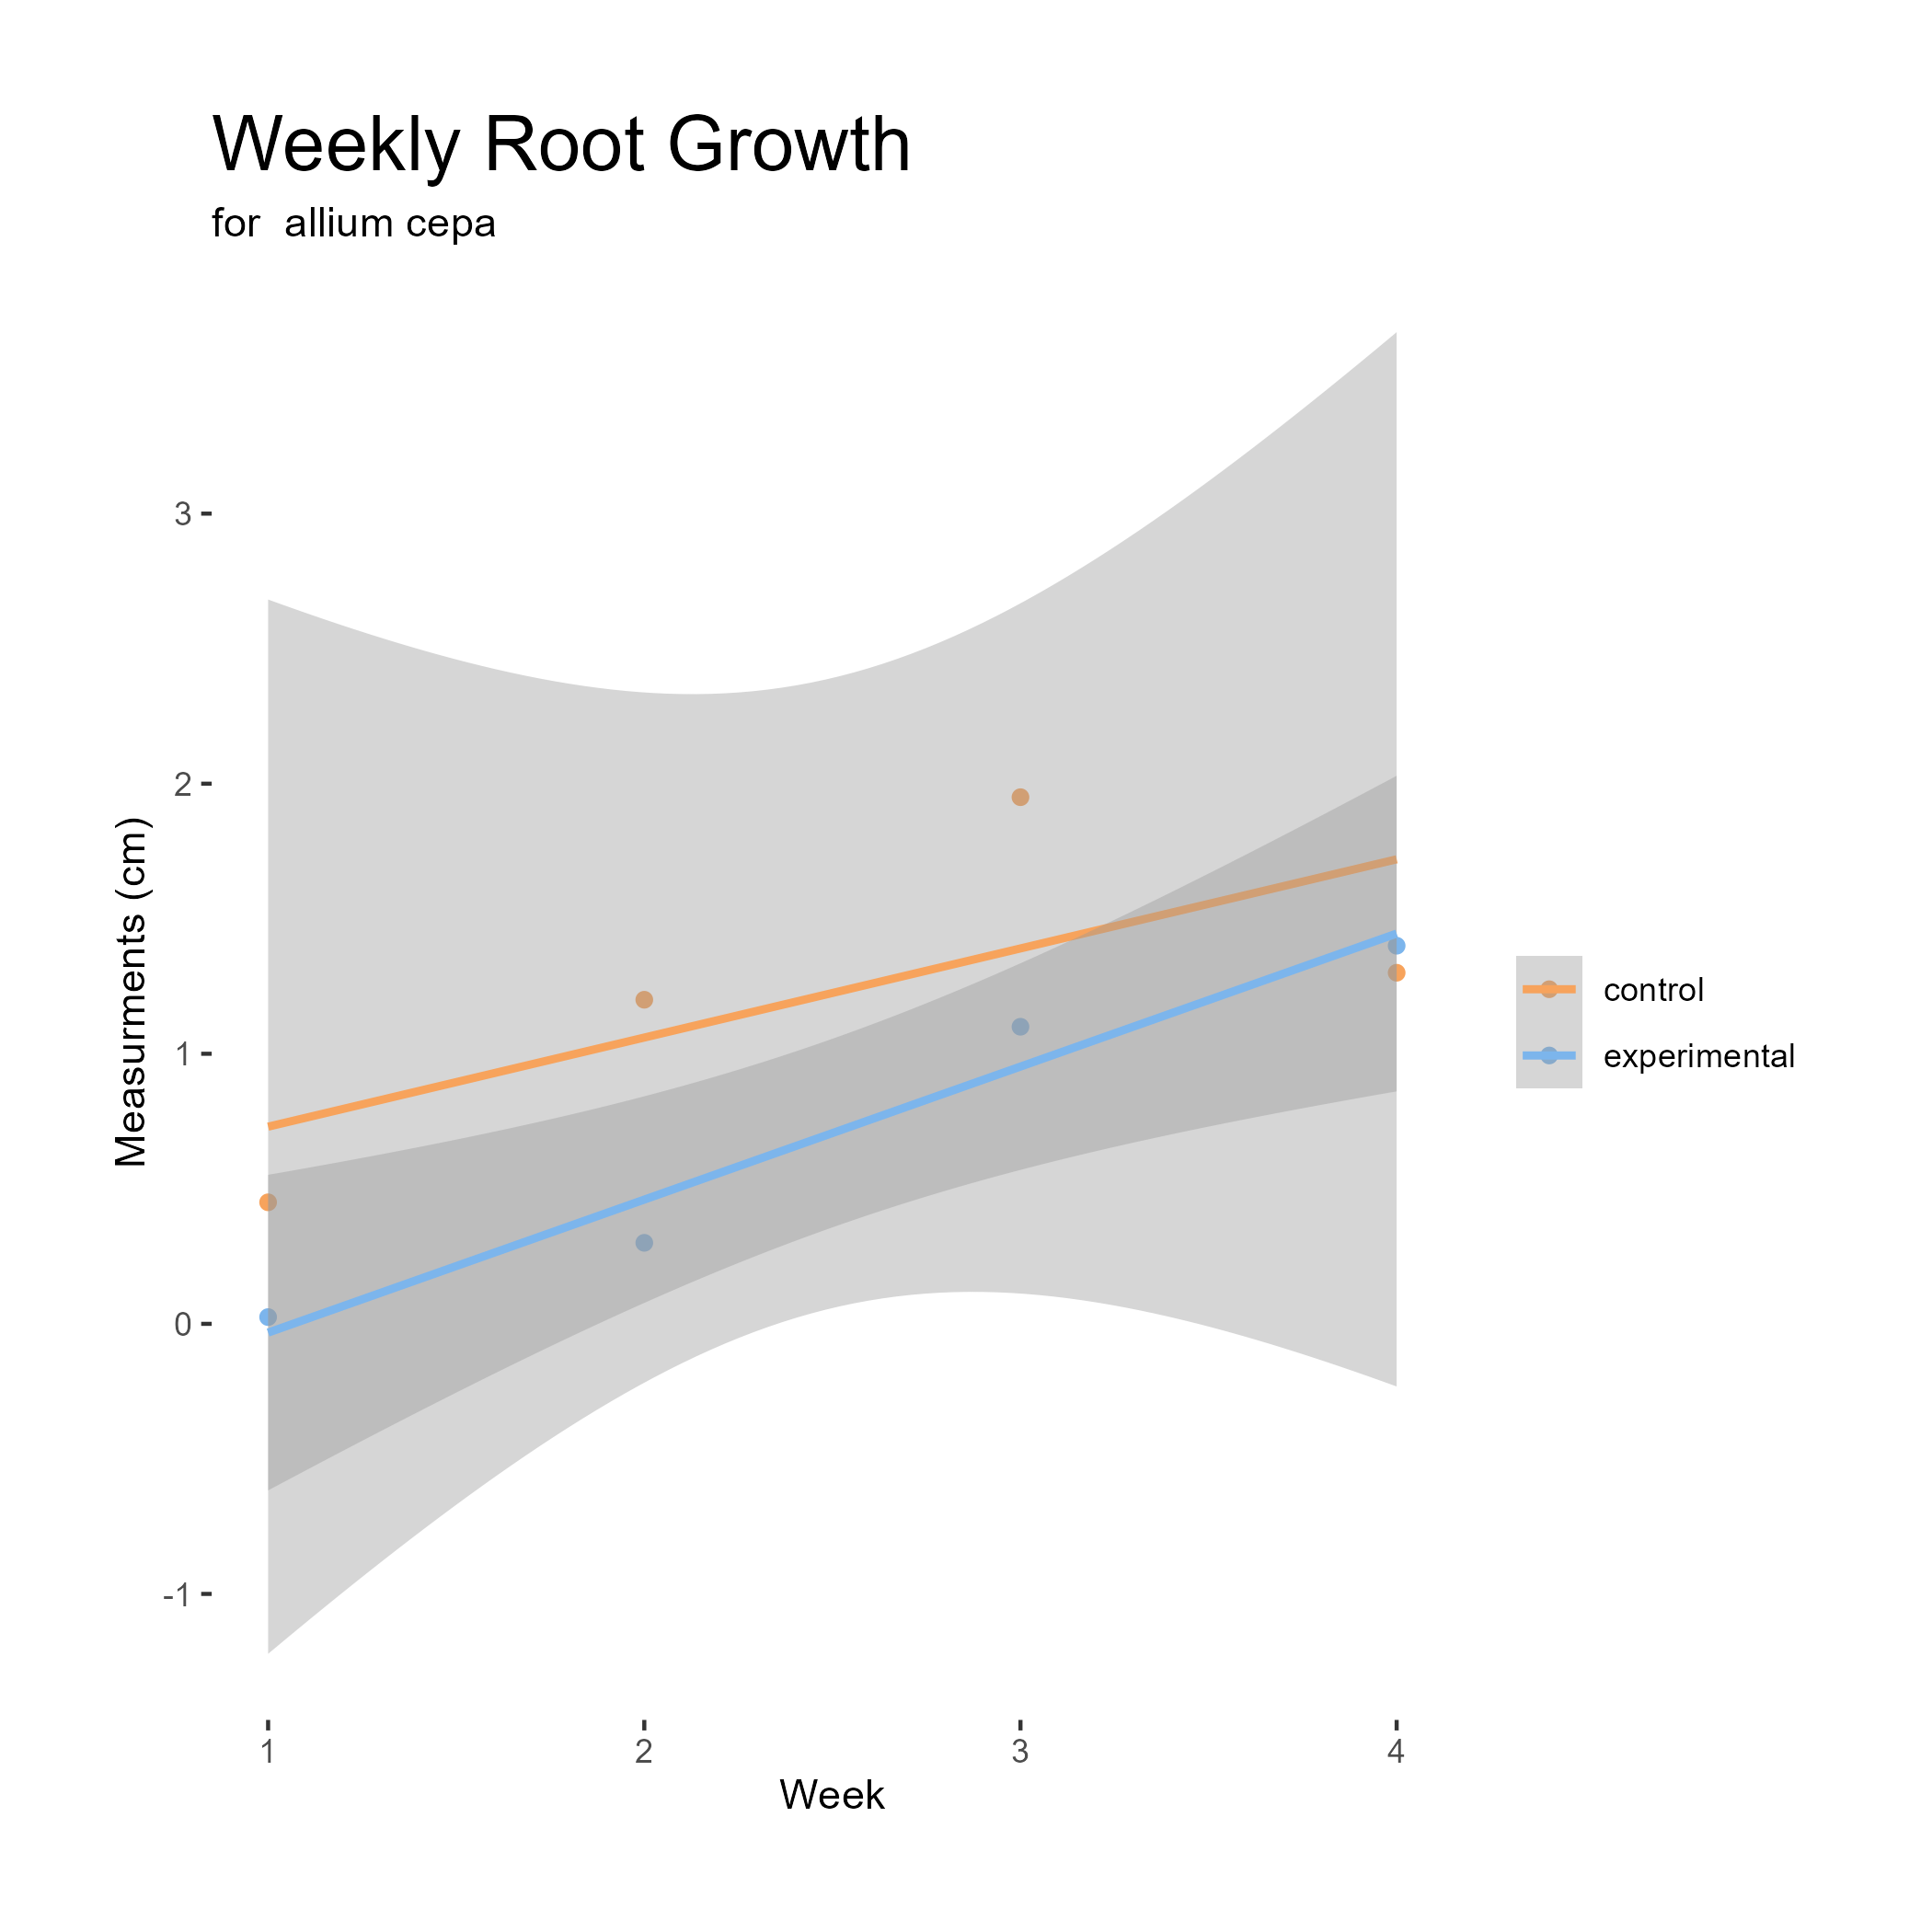 Weekly Root Growth
for  allium cepa
Measurments (cm)
3
2
1
0
-1
1
2
3
4
Week
control
experimental